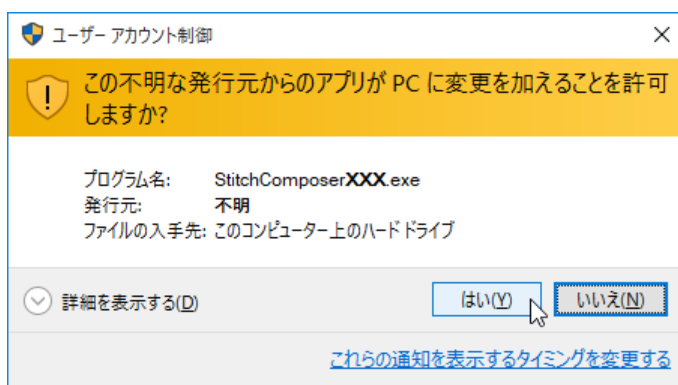 ユーザー アカウント制御
この不明な発行元からのアプリが PC に変更を加えることを許可
しますか?
プログラム名: StitchComposerXXX.exe
発行元: 不明
ファイルの入手先: このコンピューター上のハード ドライブ
詳細を表示する(D)
はい(Y)
いいえ(N)
これらの通知を表示するタイミングを変更する